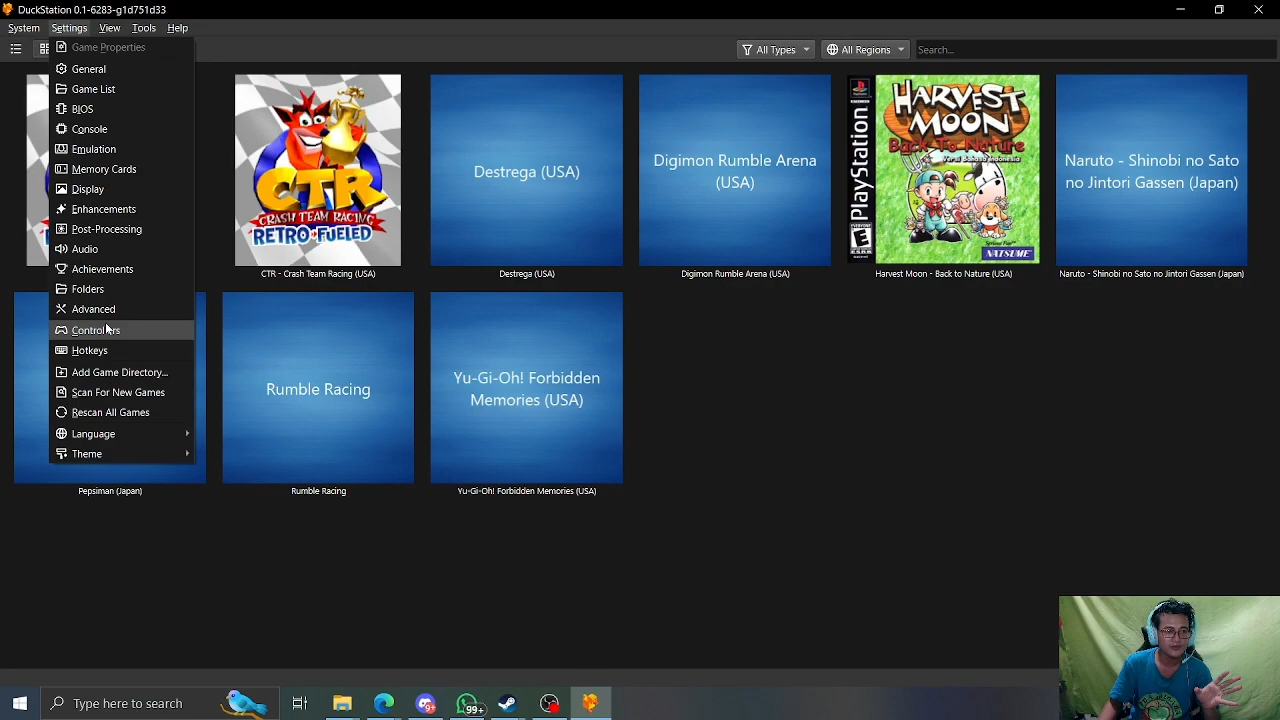 DuckStation 0.1-6283-g1d751d33
System Settings View Tools Help
All Types All Regions Search...
Game Properties
General
Game List
BIOS
Console
Emulation
Memory Cards
Display
Enhancements
Post-Processing
Audio
Achievements
Folders
Advanced
Controllers
Hotkeys
Add Game Directory...
Scan For New Games
Rescan All Games
Language
Theme
CTR
CRASH TEAM RACING
RETRO FUELED
CTR - Crash Team Racing (USA)
Destrega (USA)
Destrega (USA)
Digimon Rumble Arena
(USA)
Digimon Rumble Arena (USA)
PlayStation
HARVEST
MOON
Back To Nature
Versi Bahasa Indonesia
E
NATSUME
Harvest Moon - Back to Nature (USA)
Naruto - Shinobi no Sato
no Jintori Gassen (Japan)
Naruto - Shinobi no Sato no Jintori Gassen (Japan)
Pepsiman (Japan)
Rumble Racing
Rumble Racing
Yu-Gi-Oh! Forbidden
Memories (USA)
Yu-Gi-Oh! Forbidden Memories (USA)
Type here to search
9+
99+